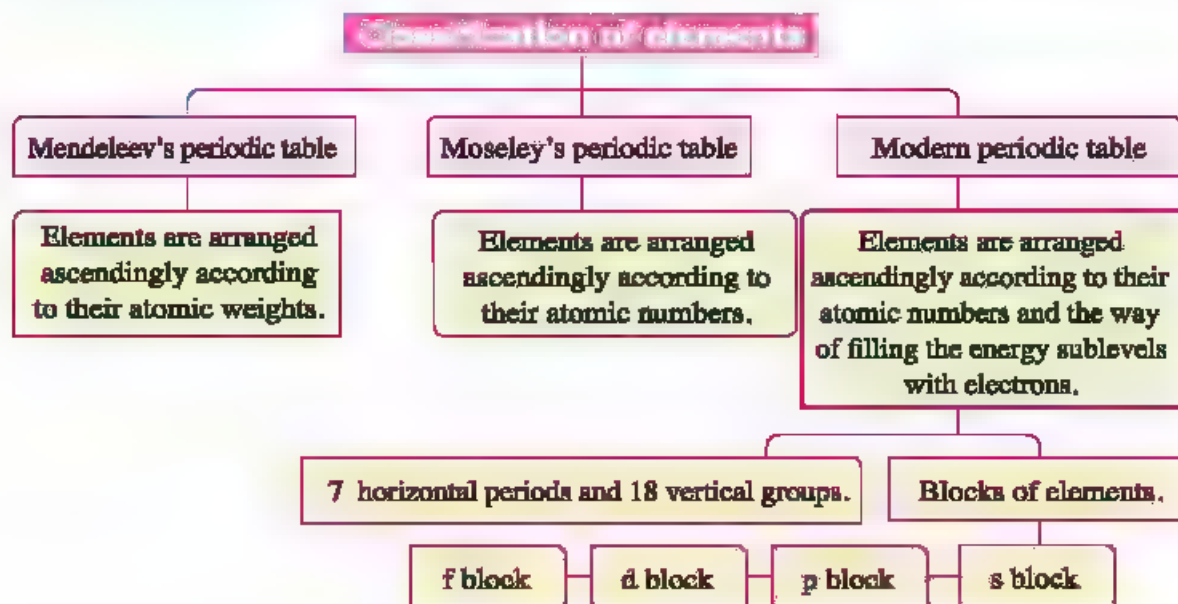 Classification of elements
Mendeleev's periodic table
Moseley's periodic table
Modern periodic table
Elements are arranged
ascendingly according
to their atomic weights.
Elements are arranged
ascendingly according to
their atomic numbers.
Elements are arranged
ascendingly according to their
atomic numbers and the way
of filling the energy sublevels
with electrons.
7 horizontal periods and 18 vertical groups.
Blocks of elements.
f block
d block
p block
s block